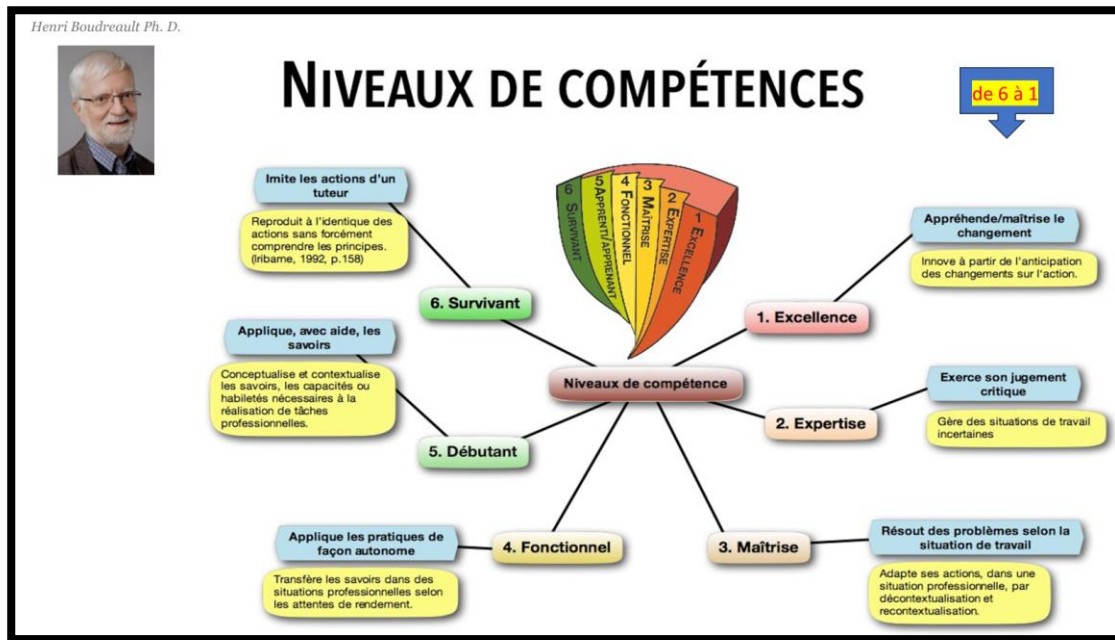 Henri Boudreault Ph. D.
NIVEAUX DE COMPÉTENCES
de 6 à 1
Imite les actions d'un
tuteur
Reproduit à l'identique des
actions sans forcément
comprendre les principes.
(Iribarne, 1992, p.158)
6. Survivant
Applique, avec aide, les
savoirs
Conceptualise et contextualise
les savoirs, les capacités ou
habiletés nécessaires à la
réalisation de tâches
professionnelles.
5. Débutant
Applique les pratiques de
façon autonome
Transfère les savoirs dans des
situations professionnelles selon
les attentes de rendement.
4. Fonctionnel
6 SURVIVANT
5 APPRENTI/APPRENANT
4 FONCTIONNEL
3 MAÎTRISE
2 EXPERTISE
1 EXCELLENCE
Niveaux de compétence
Appréhende/maîtrise le
changement
Innove à partir de l'anticipation
des changements sur l'action.
1. Excellence
Exerce son jugement
critique
Gère des situations de travail
incertaines
2. Expertise
Résout des problèmes selon la
situation de travail
Adapte ses actions, dans une
situation professionnelle, par
décontextualisation et
recontextualisation.
3. Maîtrise